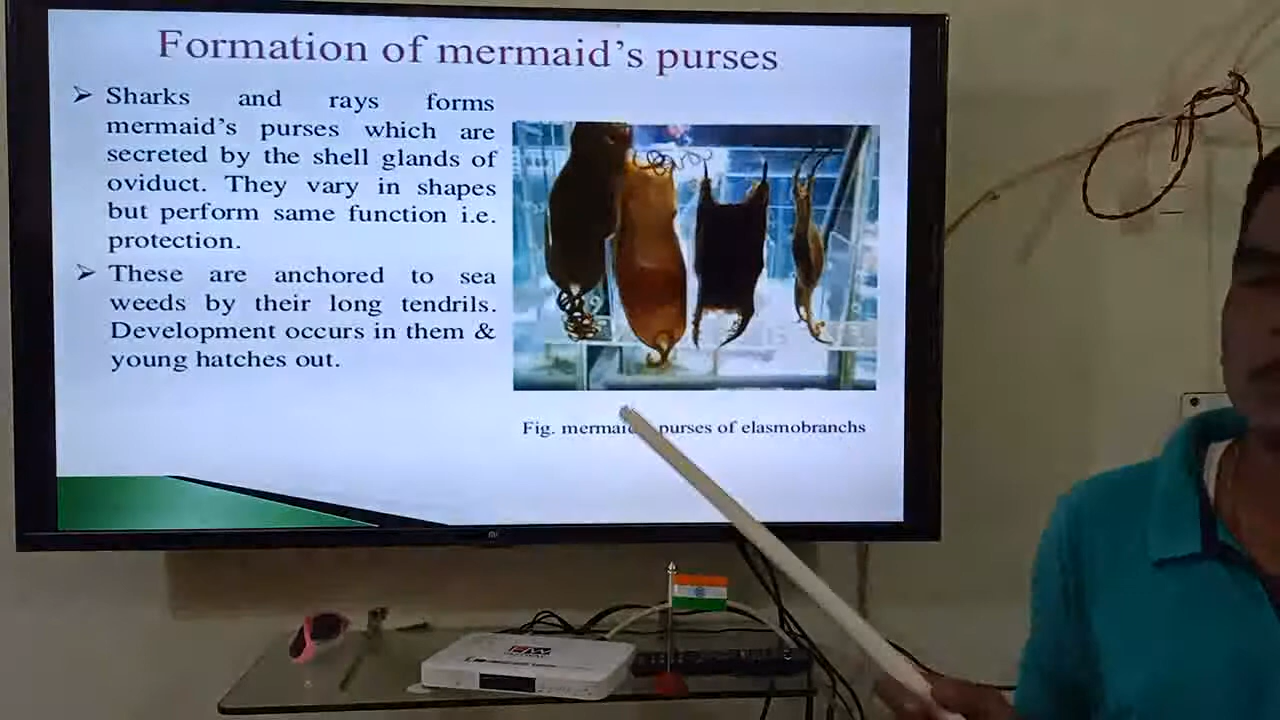 Formation of mermaid's purses
➢ Sharks and rays forms
mermaid's purses which are
secreted by the shell glands of
oviduct. They vary in shapes
but perform same function i.e.
protection.
➢ These are anchored to sea
weeds by their long tendrils.
Development occurs in them &
young hatches out.
Fig. purses of elasmobranchs
mi